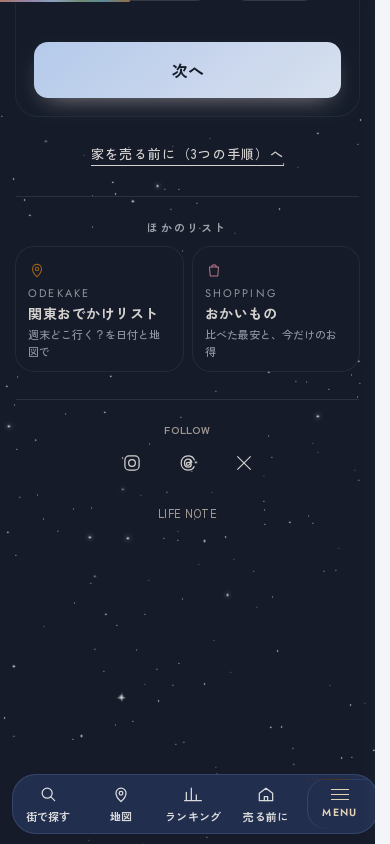 次へ
家を売る前に（3つの手順）へ
ほかのリスト
ODEKAKE
関東おでかけリスト
週末どこ行く？を日付と地
図で
SHOPPING
おかいもの
比べた最安と、今だけのお
得
FOLLOW
LIFE NOTE
街で探す
地図
ランキング
売る前に
MENU